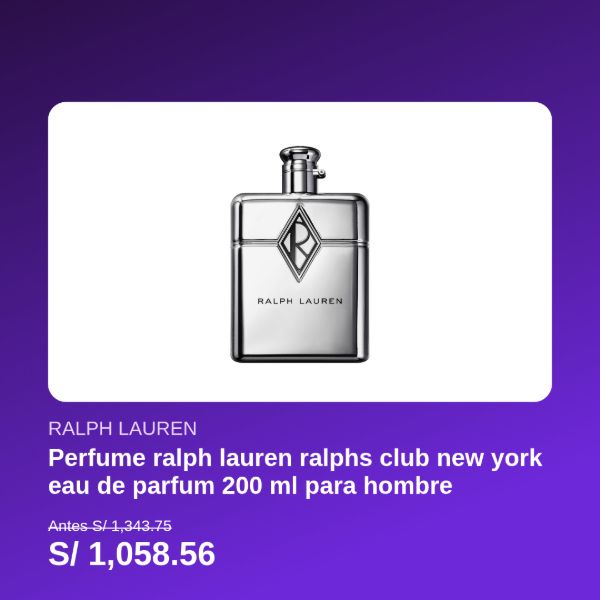 R
RALPH LAUREN
RALPH LAUREN
Perfume ralph lauren ralphs club new york
eau de parfum 200 ml para hombre
Antes S/ 1,343.75
S/ 1,058.56